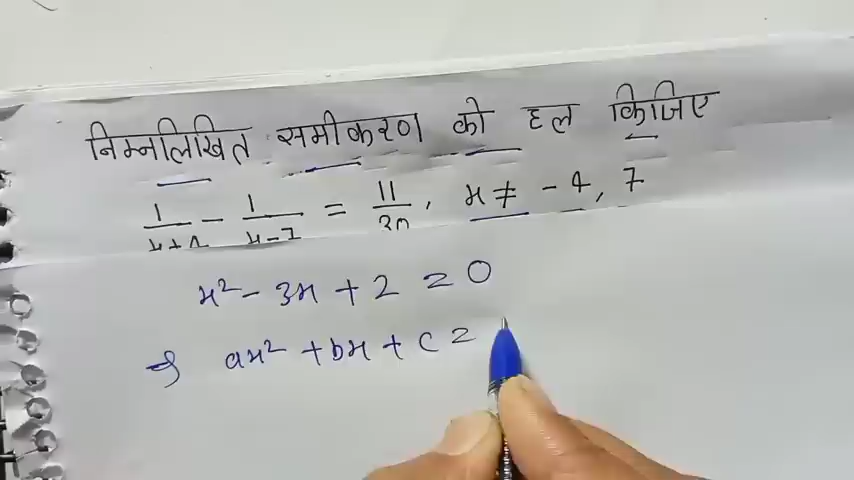 निम्नलिखित समीकरण को हल किजिए
1/x+4 - 1/x-7 = 11/30, x ≠ - 4, 7
x² - 3x + 2 = 0
ax² + bx + c =